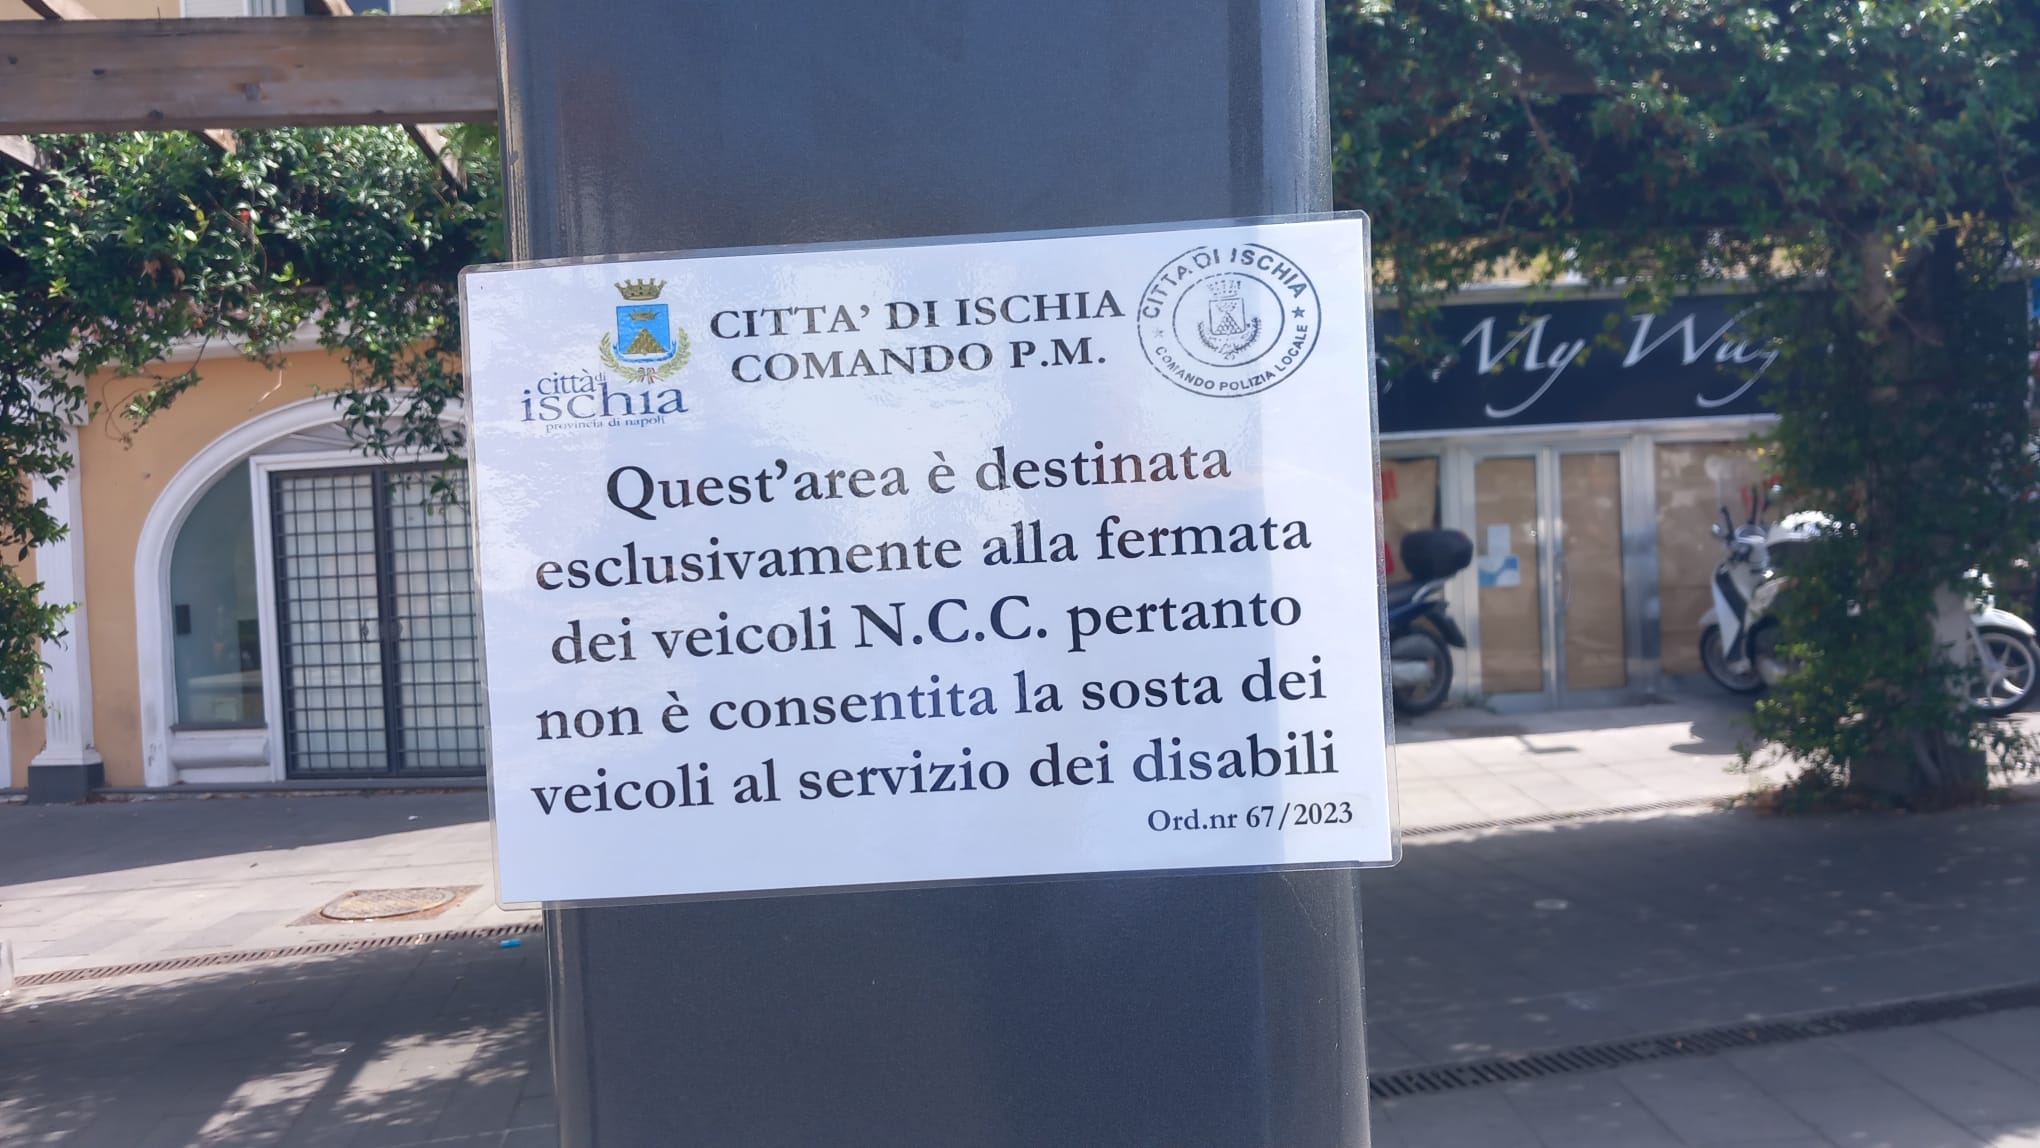 CITTA' DI ISCHIA
COMANDO P.M.
città di
ischia
provincia di napoli
CITTA DI ISCHIA
COMANDO POLIZIA LOCALE
Quest'area è destinata
esclusivamente alla fermata
dei veicoli N.C.C. pertanto
non è consentita la sosta dei
veicoli al servizio dei disabili
Ord.nr 67/2023
My